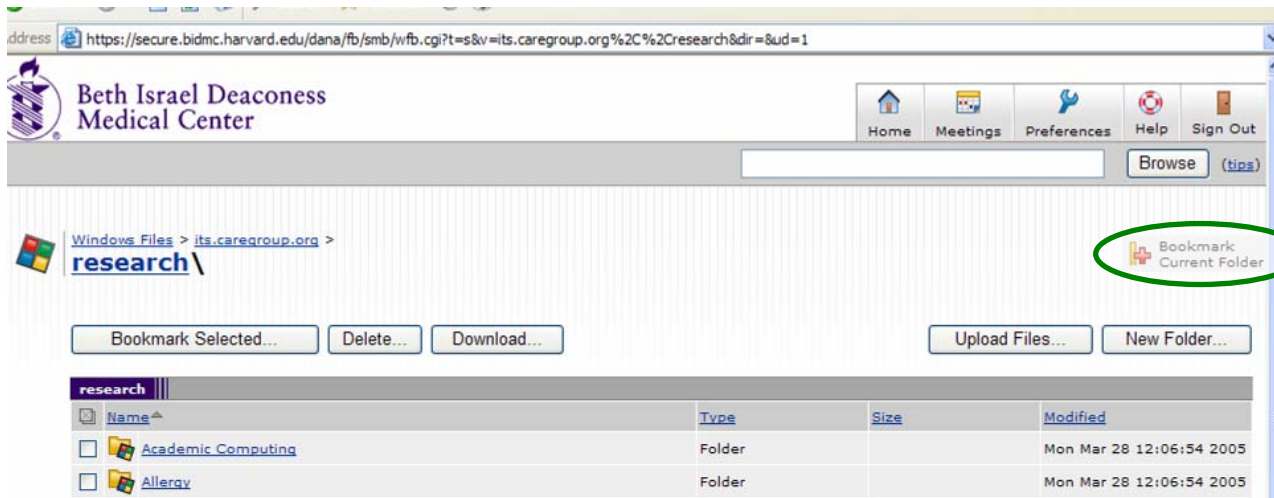 ddress https://secure.bidmc.harvard.edu/dana/fb/smb/wfb.cgi?t=s&v=its.caregroup.org%2C%2Cresearch&dir=&ud=1
Beth Israel Deaconess
Medical Center
Home Meetings Preferences Help Sign Out
Browse (tips)
Windows Files > its.caregroup.org >
research\
Bookmark
Current Folder
Bookmark Selected... Delete... Download... Upload Files... New Folder...
research
Name Type Size Modified
Academic Computing Folder Mon Mar 28 12:06:54 2005
Allergy Folder Mon Mar 28 12:06:54 2005